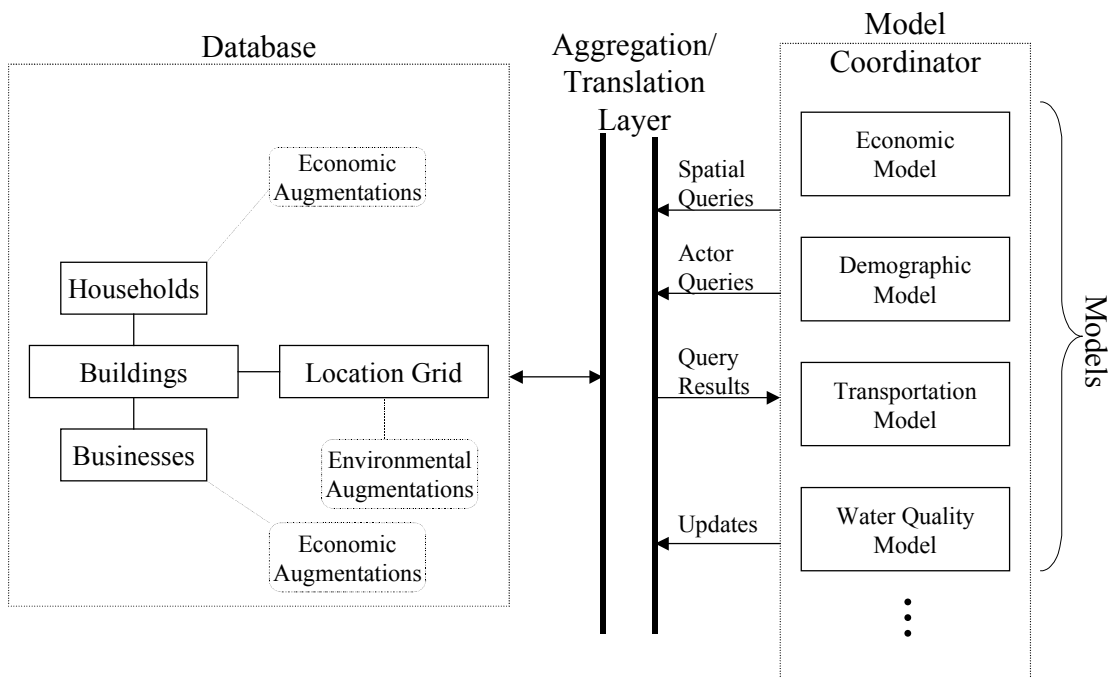 Database
Economic
Augmentations
Households
Buildings
Location Grid
Businesses
Environmental
Augmentations
Economic
Augmentations
Aggregation/
Translation
Layer
Spatial
Queries
Actor
Queries
Query
Results
Updates
Model
Coordinator
Economic
Model
Demographic
Model
Transportation
Model
Water Quality
Model
Models